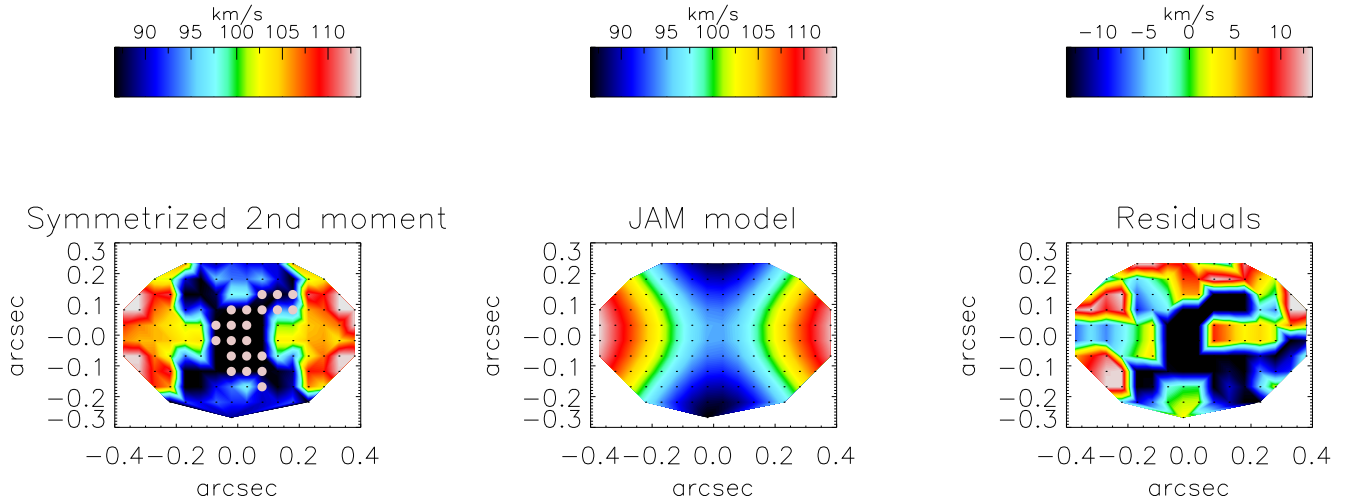 km/s km/s km/s
90 95 100 105 110 90 95 100 105 110 −10 −5 0 5 10
Symmetrized 2nd moment JAM model Residuals
0.3 0.3 0.3
0.2 0.2 0.2
0.1 0.1 0.1
−0.0 −0.0 −0.0
−0.1 −0.1 −0.1
−0.2 −0.2 −0.2
−0.3 −0.3 −0.3
arcsec arcsec arcsec
−0.4 −0.2 0.0 0.2 0.4 −0.4 −0.2 0.0 0.2 0.4 −0.4 −0.2 0.0 0.2 0.4
arcsec arcsec arcsec